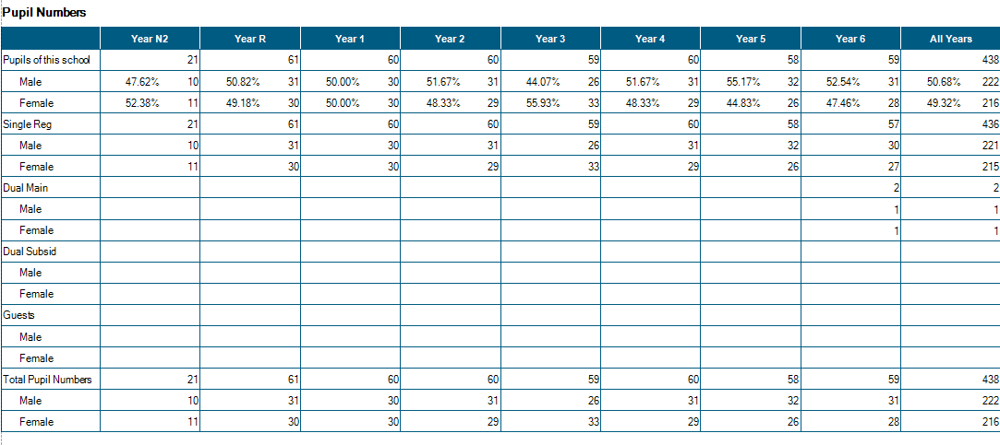 Pupil Numbers
Year N2 Year R Year 1 Year 2 Year 3 Year 4 Year 5 Year 6 All Years
Pupils of this school 21 61 60 60 59 60 58 59 438
Male 47.62% 10 50.82% 31 50.00% 30 51.67% 31 44.07% 26 51.67% 31 55.17% 32 52.54% 31 50.68% 222
Female 52.38% 11 49.18% 30 50.00% 30 48.33% 29 55.93% 33 48.33% 29 44.83% 26 47.46% 28 49.32% 216
Single Reg 21 61 60 60 59 60 58 57 436
Male 10 31 30 31 26 31 32 30 221
Female 11 30 30 29 33 29 26 27 215
Dual Main 2 2
Male 1 1
Female 1 1
Dual Subsid
Male
Female
Guests
Male
Female
Total Pupil Numbers 21 61 60 60 59 60 58 59 438
Male 10 31 30 31 26 31 32 31 222
Female 11 30 30 29 33 29 26 28 216